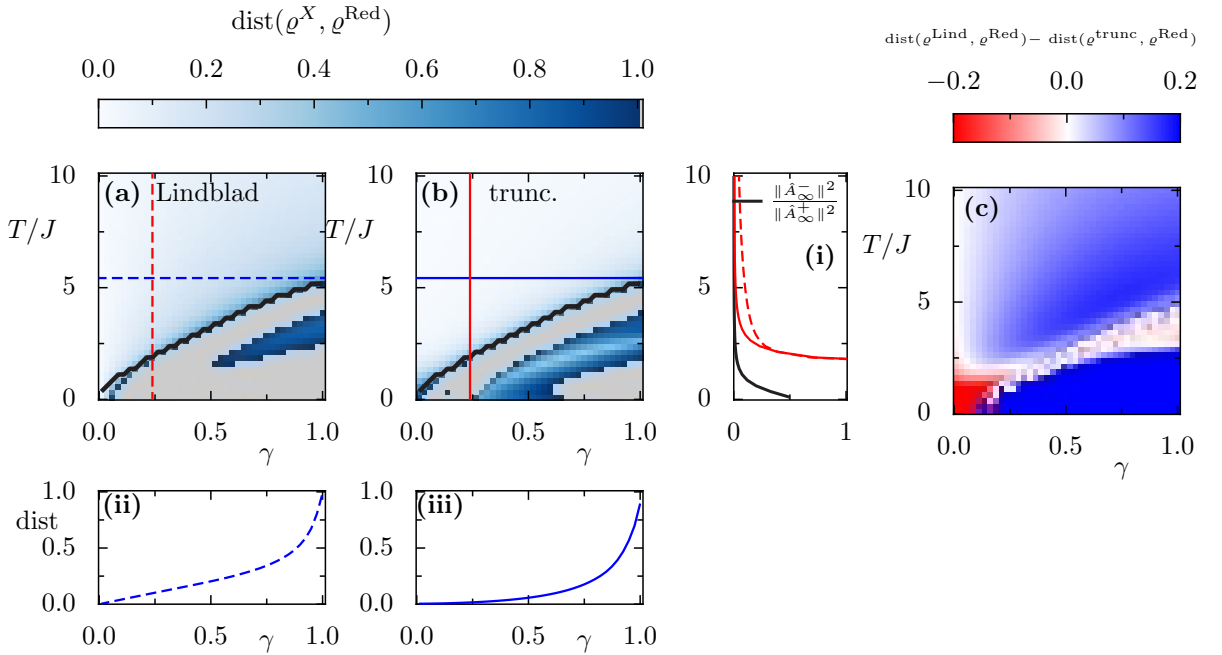 dist(ϱ^X, ϱ^Red)
0.0 0.2 0.4 0.6 0.8 1.0
dist(ϱ^Lind, ϱ^Red)− dist(ϱ^trunc, ϱ^Red)
−0.2 0.0 0.2
(a) Lindblad
T/J
10
5
0
0.0 0.5 1.0
γ
(b) trunc.
T/J
10
5
0
0.0 0.5 1.0
γ
‖Â⁻_∞‖²
‖Â⁺_∞‖²
(i)
10
5
0
0 1
(c)
T/J
10
5
0
0.0 0.5 1.0
γ
(ii)
dist
1.0
0.5
0.0
0.0 0.5 1.0
γ
(iii)
1.0
0.5
0.0
0.0 0.5 1.0
γ